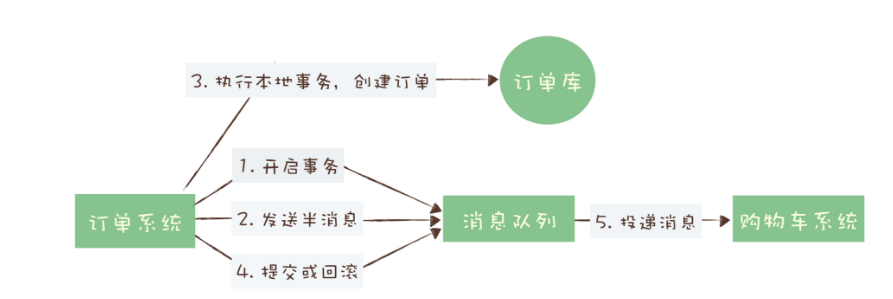 3. 执行本地事务，创建订单
订单库
1. 开启事务
订单系统
2. 发送半消息
消息队列
5. 投递消息
购物车系统
4. 提交或回滚